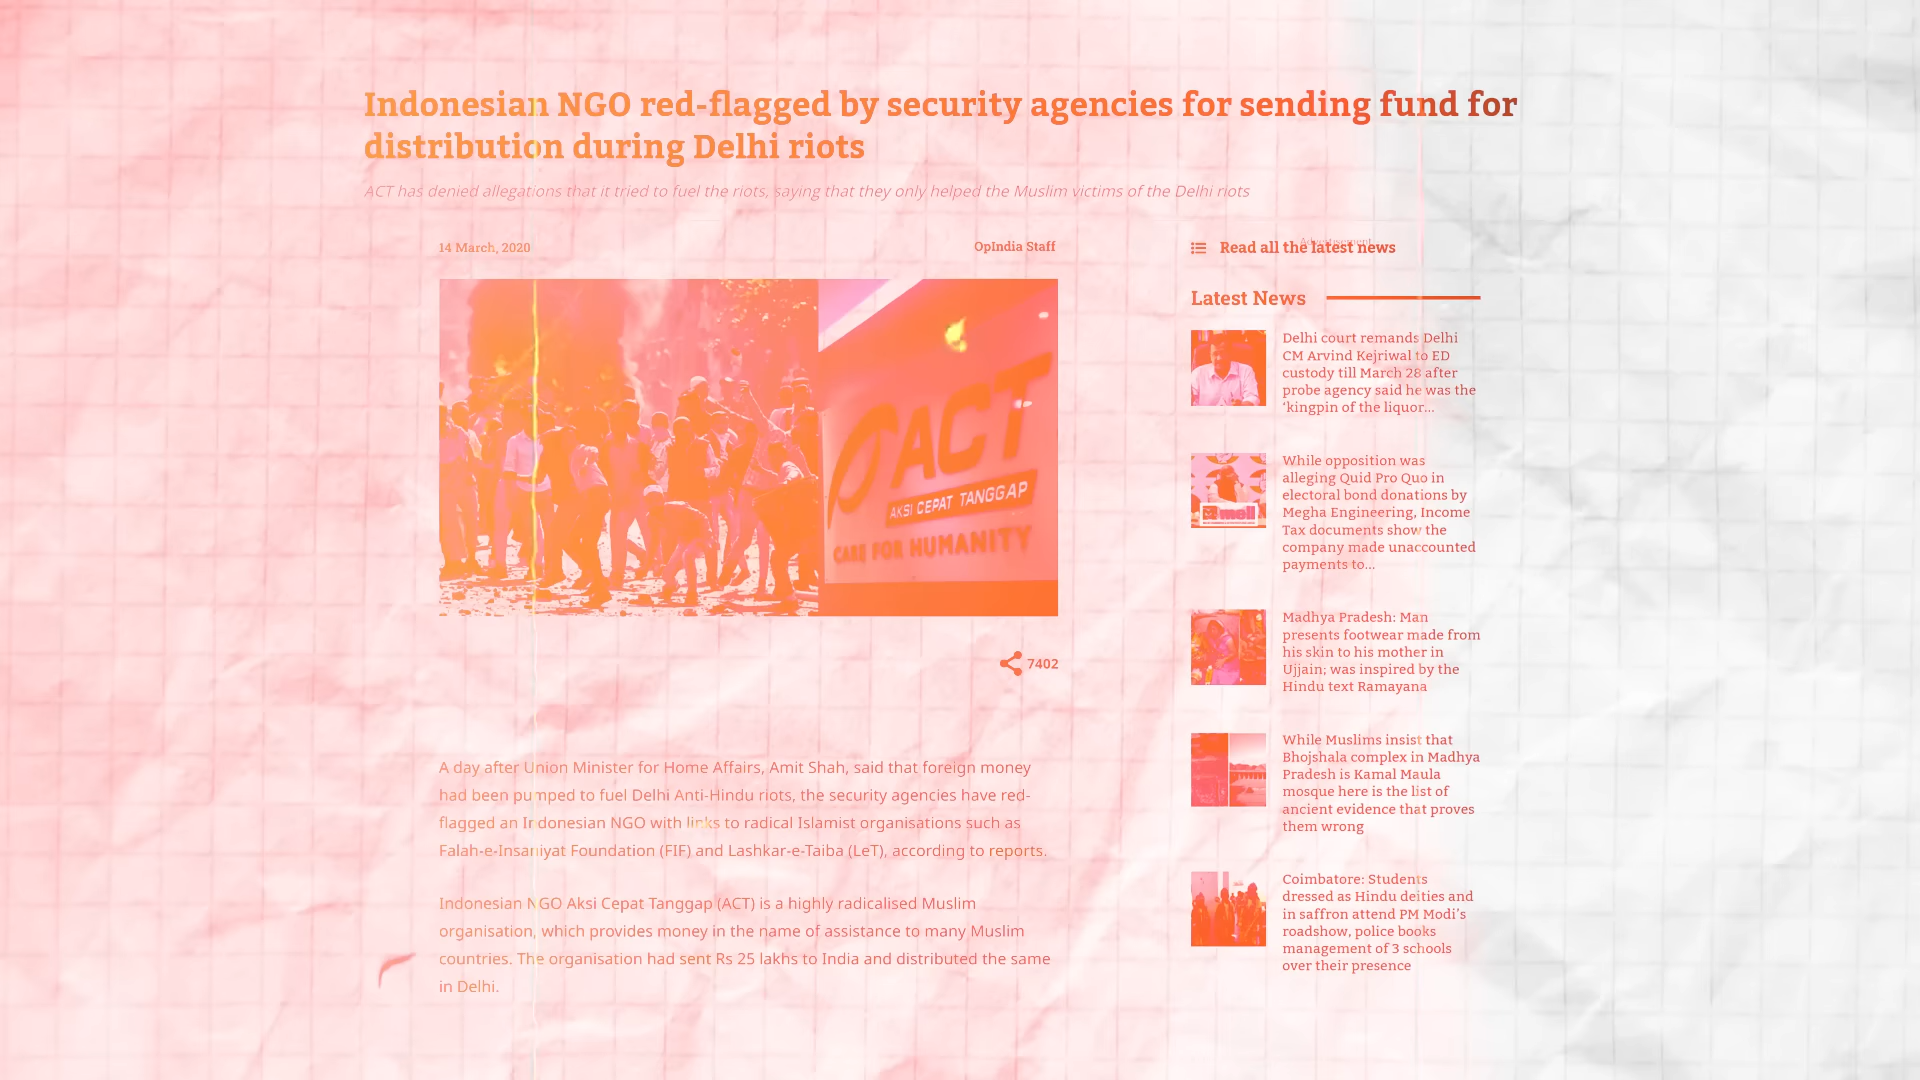 Indonesian NGO red-flagged by security agencies for sending fund for
distribution during Delhi riots
ACT has denied allegations that it tried to fuel the riots, saying that they only helped the Muslim victims of the Delhi riots
14 March, 2020
OpIndia Staff
ACT
AKSI CEPAT TANGGAP
CARE FOR HUMANITY
7402
A day after Union Minister for Home Affairs, Amit Shah, said that foreign money
had been pumped to fuel Delhi Anti-Hindu riots, the security agencies have red-
flagged an Indonesian NGO with links to radical Islamist organisations such as
Falah-e-Insaniyat Foundation (FIF) and Lashkar-e-Taiba (LeT), according to reports.
Indonesian NGO Aksi Cepat Tanggap (ACT) is a highly radicalised Muslim
organisation, which provides money in the name of assistance to many Muslim
countries. The organisation had sent Rs 25 lakhs to India and distributed the same
in Delhi.
Advertisement
Read all the latest news
Latest News
Delhi court remands Delhi
CM Arvind Kejriwal to ED
custody till March 28 after
probe agency said he was the
‘kingpin of the liquor...
While opposition was
alleging Quid Pro Quo in
electoral bond donations by
Megha Engineering, Income
Tax documents show the
company made unaccounted
payments to...
meil
Madhya Pradesh: Man
presents footwear made from
his skin to his mother in
Ujjain; was inspired by the
Hindu text Ramayana
While Muslims insist that
Bhojshala complex in Madhya
Pradesh is Kamal Maula
mosque here is the list of
ancient evidence that proves
them wrong
Coimbatore: Students
dressed as Hindu deities and
in saffron attend PM Modi’s
roadshow, police books
management of 3 schools
over their presence